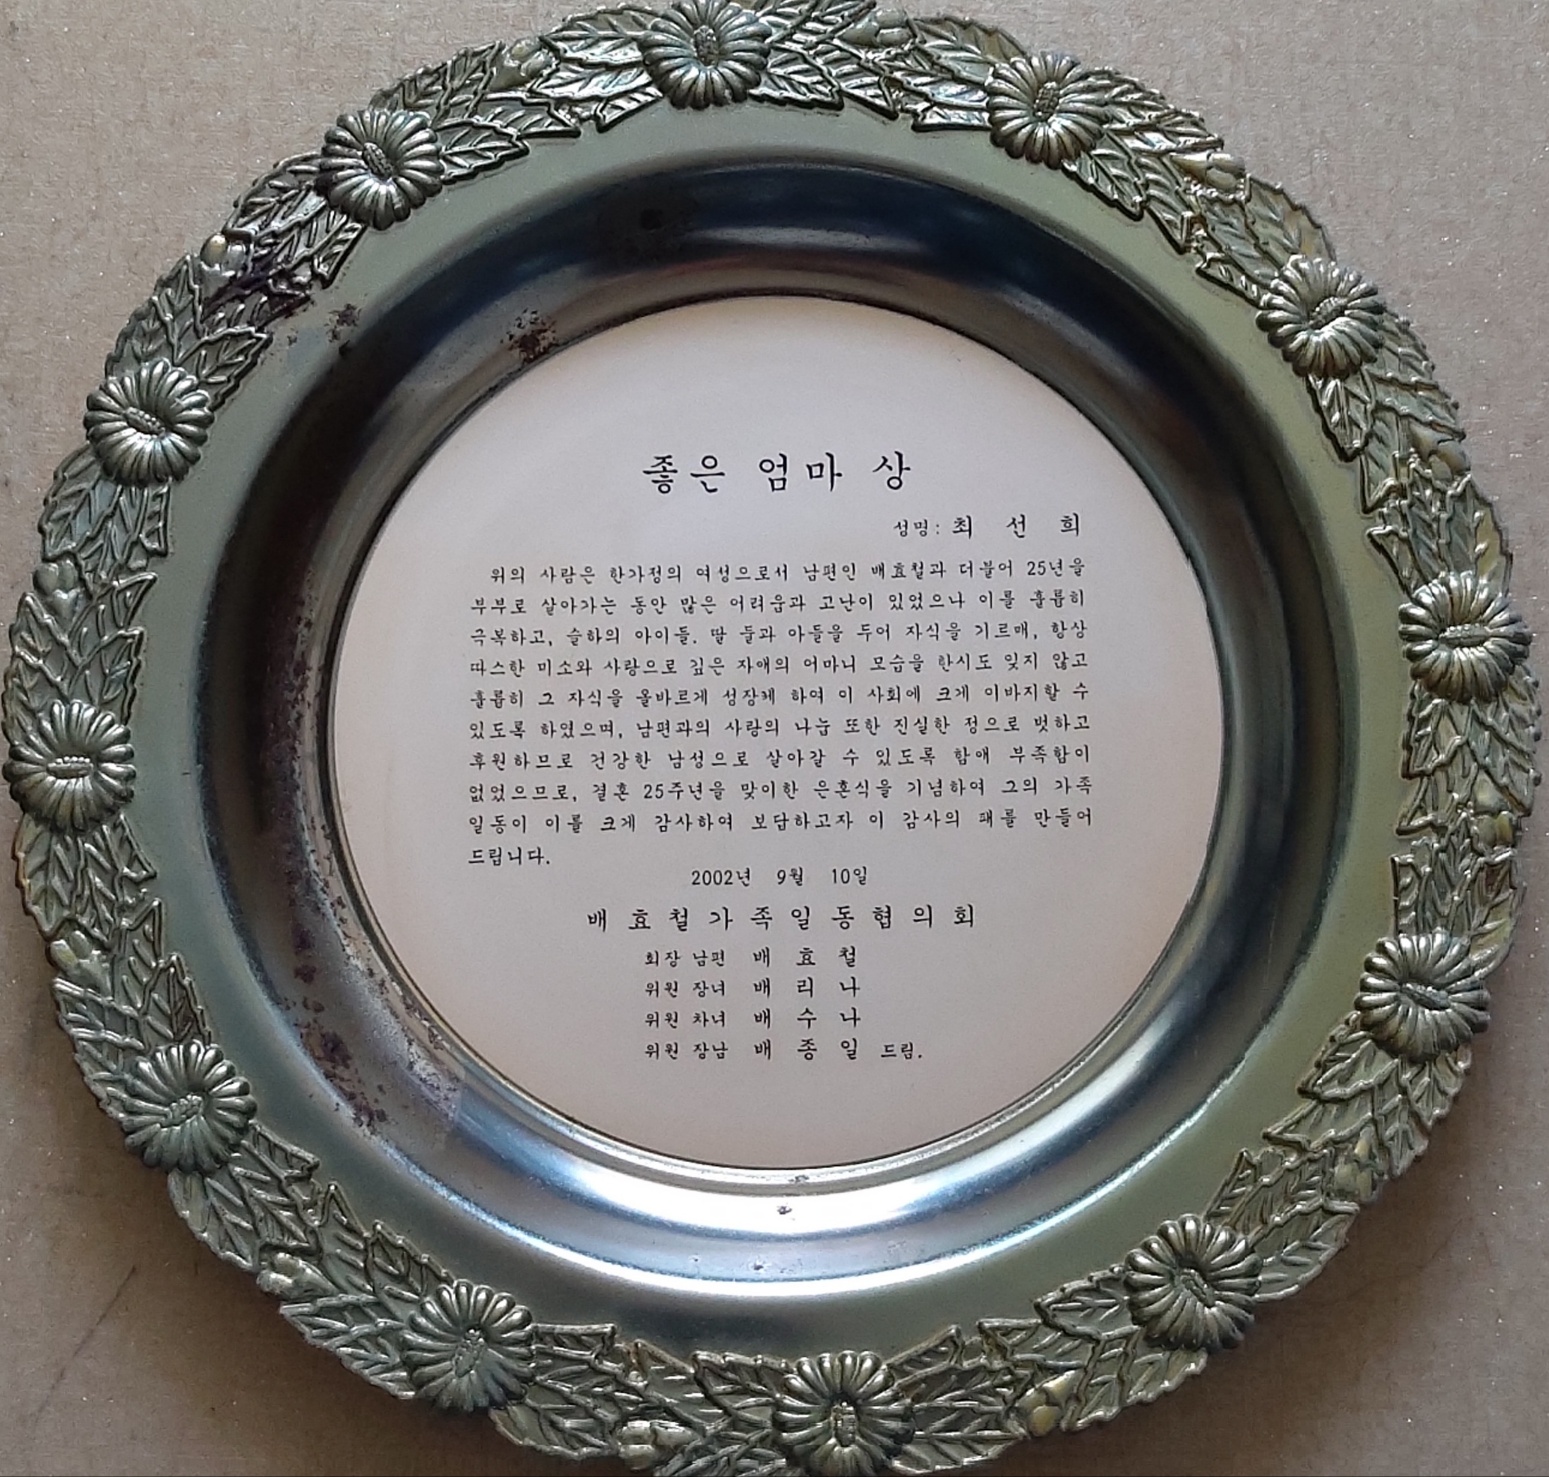 좋은 엄마 상
성명: 최 선 희
위의 사람은 한가정의 여성으로서 남편인 배효철과 더불어 25년을
부부로 살아가는 동안 많은 어려움과 고난이 있었으나 이를 훌륭히
극복하고, 슬하의 아이들. 딸 들과 아들을 두어 자식을 기르매, 항상
따스한 미소와 사랑으로 깊은 자애의 어머니 모습을 한시도 잊지 않고
훌륭히 그 자식을 올바르게 성장케 하여 이 사회에 크게 이바지할 수
있도록 하였으며, 남편과의 사랑의 나눔 또한 진실한 정으로 벗하고
후원하므로 건강한 남성으로 살아갈 수 있도록 함애 부족함이
없었으므로, 결혼 25주년을 맞이한 은혼식을 기념하여 그의 가족
일동이 이를 크게 감사하여 보답하고자 이 감사의 패를 만들어
드립니다.
2002년 9월 10일
배 효 철 가 족 일 동 협 의 회
회장 남편 배 효 철
위원 장녀 배 리 나
위원 차녀 배 수 나
위원 장남 배 종 일 드림.